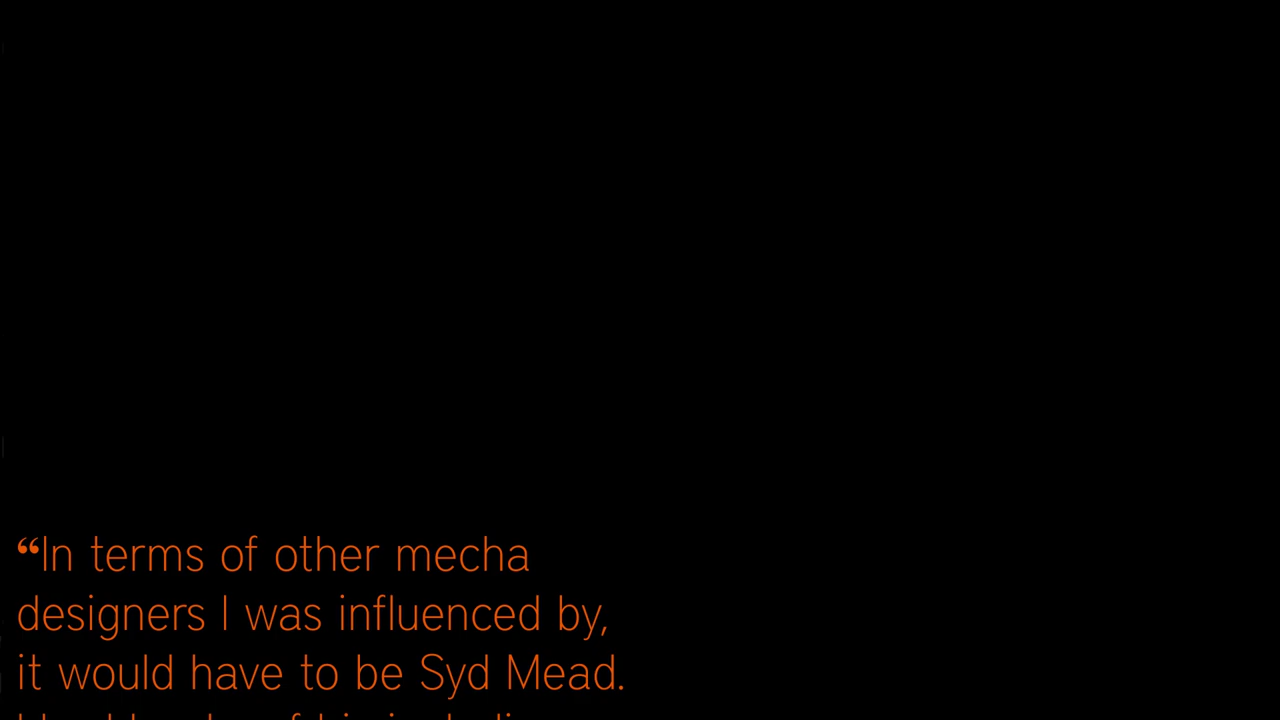 “In terms of other mecha
designers I was influenced by,
it would have to be Syd Mead.